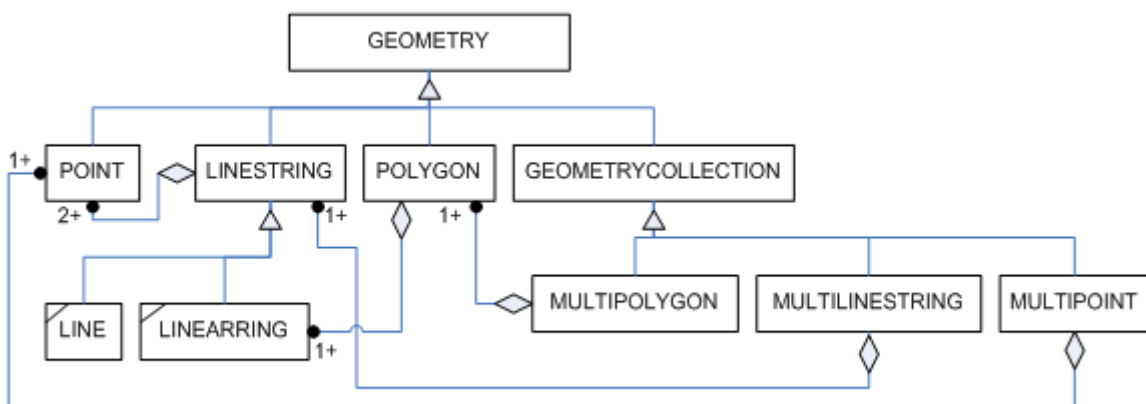 GEOMETRY
1+
POINT
LINESTRING
POLYGON
GEOMETRYCOLLECTION
2+
1+
1+
LINE
LINEARRING
1+
MULTIPOLYGON
MULTILINESTRING
MULTIPOINT